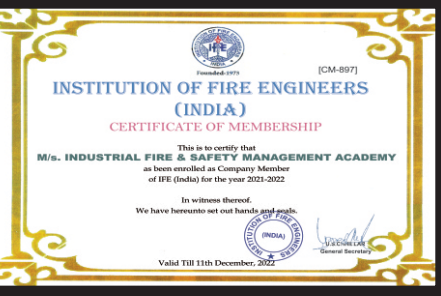 INSTITUTION OF FIRE ENGINEERS
IFE
INDIA
Founded-1975
[CM-897]
INSTITUTION OF FIRE ENGINEERS
(INDIA)
CERTIFICATE OF MEMBERSHIP
This is to certify that
M/s. INDUSTRIAL FIRE & SAFETY MANAGEMENT ACADEMY
as been enrolled as Company Member
of IFE (India) for the year 2021-2022
In witness thereof.
We have hereunto set out hands and seals.
INSTITUTION OF FIRE ENGINEERS
(INDIA)
General Secretary
Valid Till 11th December, 2022